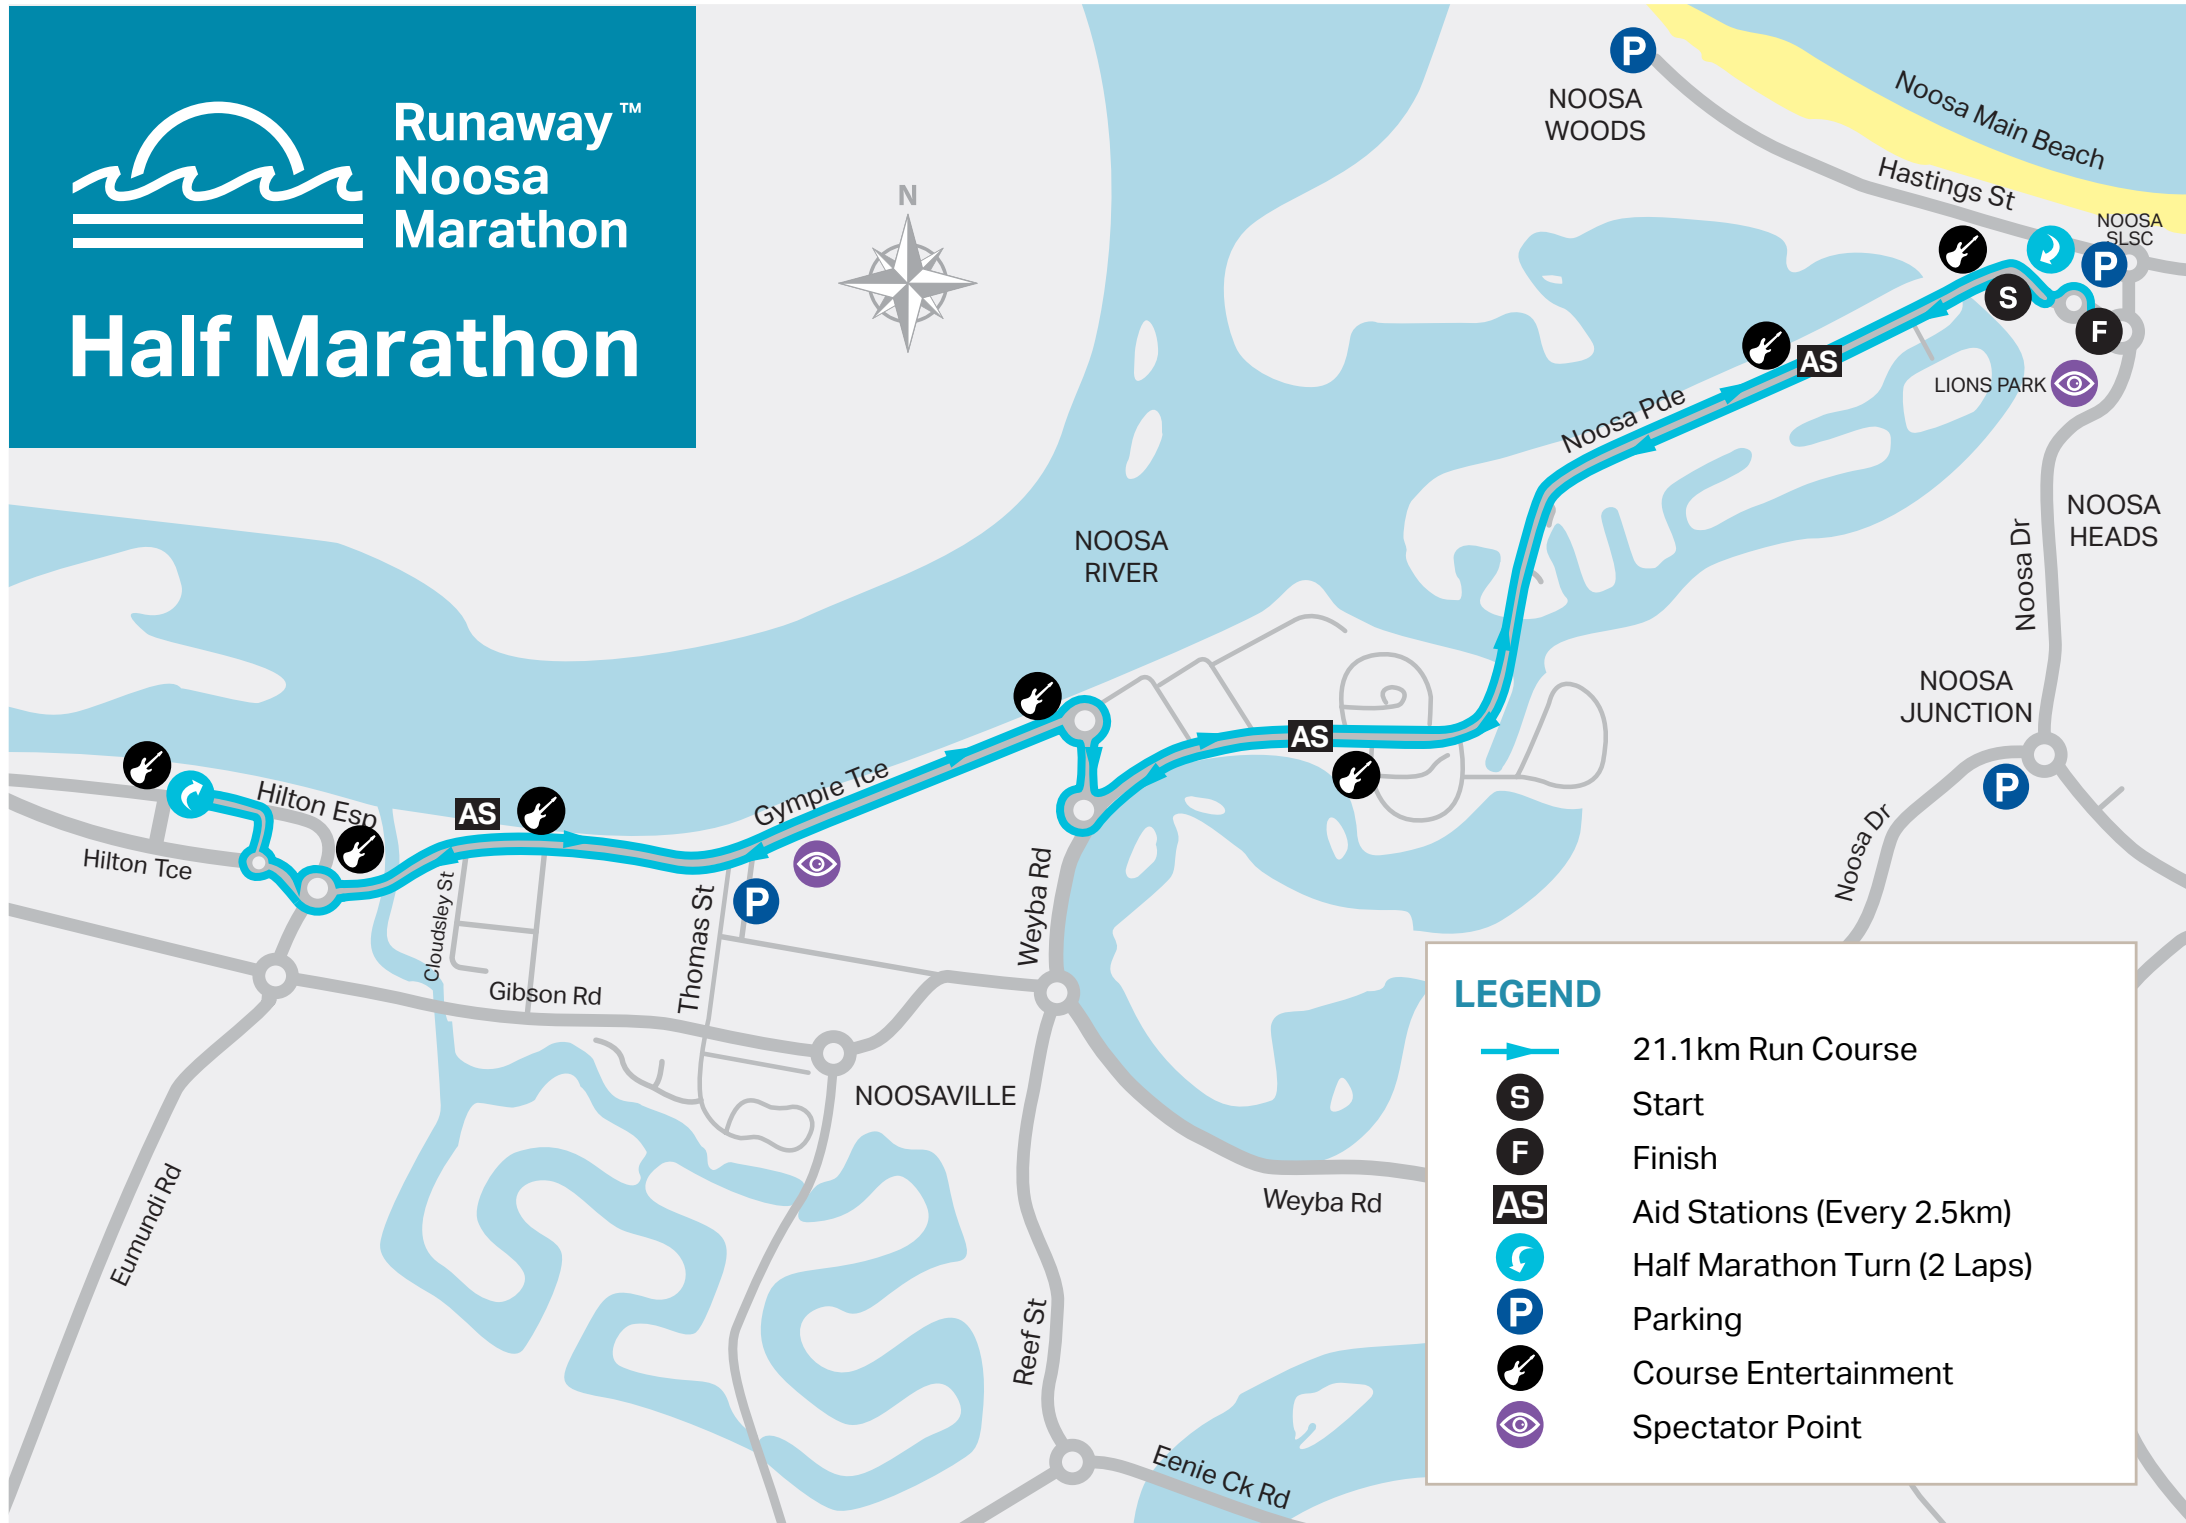 Runaway™
Noosa
Marathon
Half Marathon
N
P
NOOSA
WOODS
Noosa Main Beach
Hastings St
NOOSA
SLSC
P
S
F
AS
LIONS PARK
Noosa Pde
NOOSA
HEADS
Noosa Dr
NOOSA
RIVER
NOOSA
JUNCTION
P
Noosa Dr
AS
Gympie Tce
AS
Hilton Esp
Hilton Tce
Cloudsley St
Thomas St
P
Weyba Rd
Gibson Rd
NOOSAVILLE
Weyba Rd
Eumundi Rd
Reef St
Eenie Ck Rd
LEGEND
21.1km Run Course
S Start
F Finish
AS Aid Stations (Every 2.5km)
Half Marathon Turn (2 Laps)
P Parking
Course Entertainment
Spectator Point